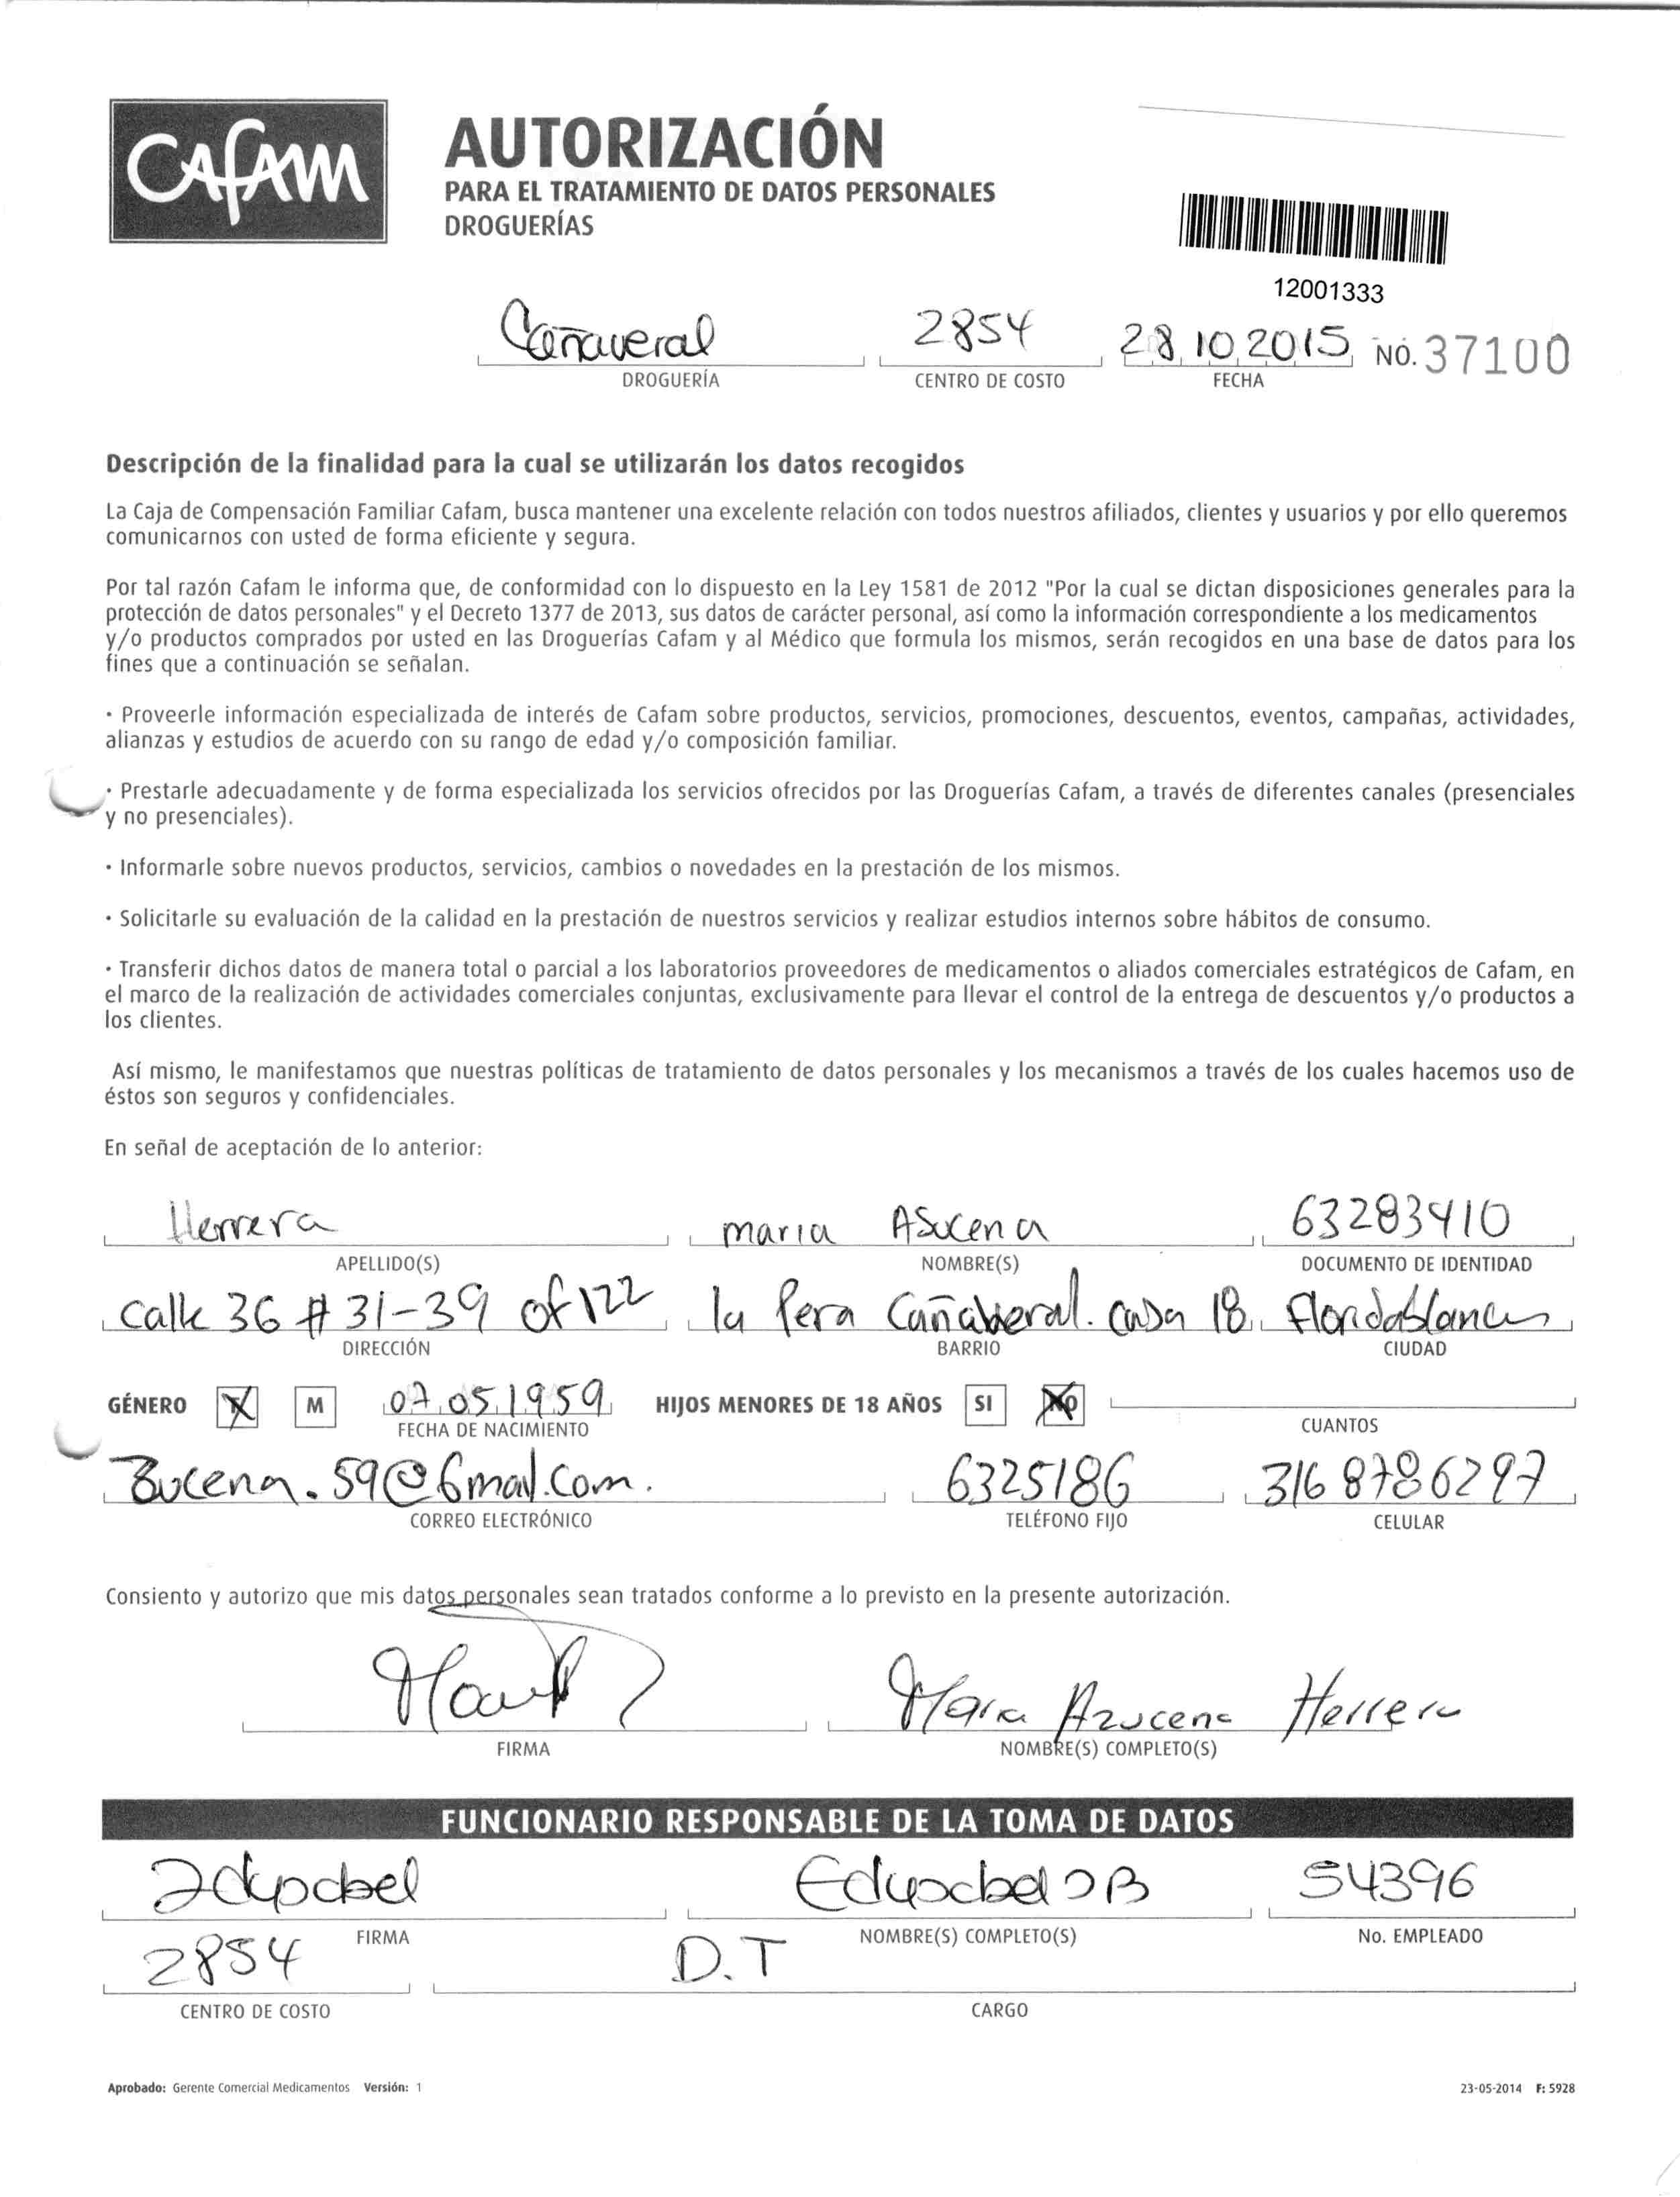 CAFAM
AUTORIZACIÓN
PARA EL TRATAMIENTO DE DATOS PERSONALES
DROGUERÍAS
12001333
Cañaveral 2854 28 10 2015 NO. 37100
DROGUERÍA CENTRO DE COSTO FECHA
Descripción de la finalidad para la cual se utilizarán los datos recogidos
La Caja de Compensación Familiar Cafam, busca mantener una excelente relación con todos nuestros afiliados, clientes y usuarios y por ello queremos
comunicarnos con usted de forma eficiente y segura.
Por tal razón Cafam le informa que, de conformidad con lo dispuesto en la Ley 1581 de 2012 "Por la cual se dictan disposiciones generales para la
protección de datos personales" y el Decreto 1377 de 2013, sus datos de carácter personal, así como la información correspondiente a los medicamentos
y/o productos comprados por usted en las Droguerías Cafam y al Médico que formula los mismos, serán recogidos en una base de datos para los
fines que a continuación se señalan.
• Proveerle información especializada de interés de Cafam sobre productos, servicios, promociones, descuentos, eventos, campañas, actividades,
alianzas y estudios de acuerdo con su rango de edad y/o composición familiar.
• Prestarle adecuadamente y de forma especializada los servicios ofrecidos por las Droguerías Cafam, a través de diferentes canales (presenciales
y no presenciales).
• Informarle sobre nuevos productos, servicios, cambios o novedades en la prestación de los mismos.
• Solicitarle su evaluación de la calidad en la prestación de nuestros servicios y realizar estudios internos sobre hábitos de consumo.
• Transferir dichos datos de manera total o parcial a los laboratorios proveedores de medicamentos o aliados comerciales estratégicos de Cafam, en
el marco de la realización de actividades comerciales conjuntas, exclusivamente para llevar el control de la entrega de descuentos y/o productos a
los clientes.
Así mismo, le manifestamos que nuestras políticas de tratamiento de datos personales y los mecanismos a través de los cuales hacemos uso de
éstos son seguros y confidenciales.
En señal de aceptación de lo anterior:
Herrera maria Asucena 63283410
APELLIDO(S) NOMBRE(S) DOCUMENTO DE IDENTIDAD
calle 36 # 31-39 of 122 la Pera Cañaveral. casa 18. Floridablanca
DIRECCIÓN BARRIO CIUDAD
GÉNERO M 07 05 1959 HIJOS MENORES DE 18 AÑOS SI NO
FECHA DE NACIMIENTO CUANTOS
Bucena.59@Gmail.Com. 6325186 316 8786297
CORREO ELECTRÓNICO TELÉFONO FIJO CELULAR
Consiento y autorizo que mis datos personales sean tratados conforme a lo previsto en la presente autorización.
Maria Azucena Herrera
FIRMA NOMBRE(S) COMPLETO(S)
FUNCIONARIO RESPONSABLE DE LA TOMA DE DATOS
54396
FIRMA NOMBRE(S) COMPLETO(S) No. EMPLEADO
2854 D.T
CENTRO DE COSTO CARGO
Aprobado: Gerente Comercial Medicamentos Versión: 1 23-05-2014 F: 5928